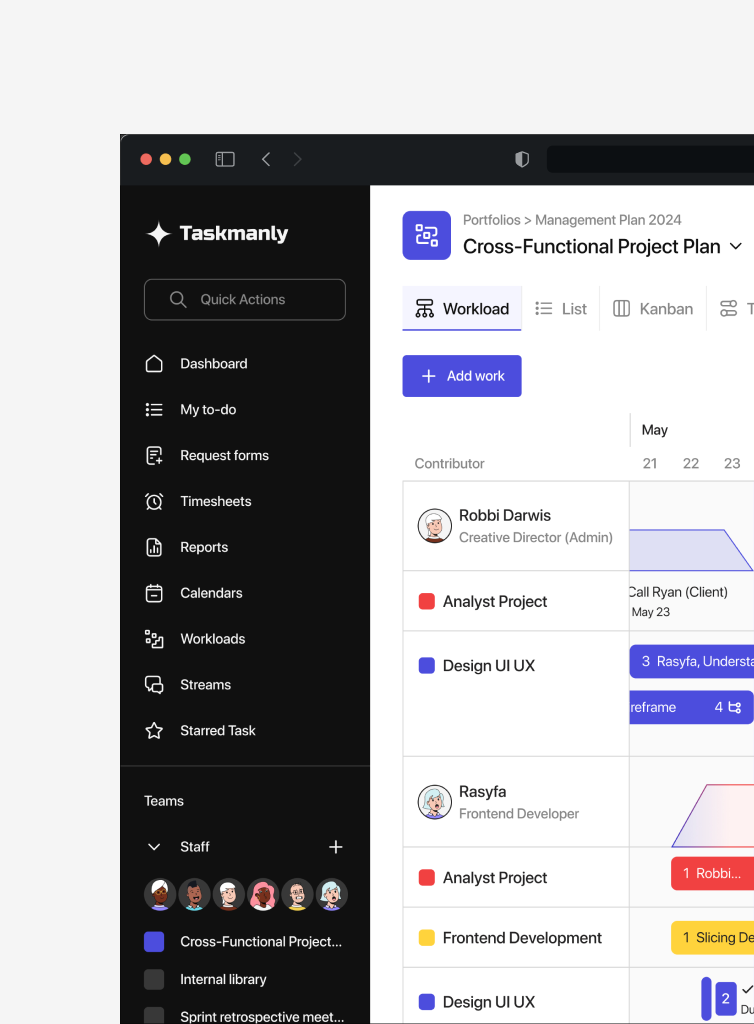 Taskmanly
Quick Actions
Dashboard
My to-do
Request forms
Timesheets
Reports
Calendars
Workloads
Streams
Starred Task
Teams
Staff
Cross-Functional Project...
Internal library
Sprint retrospective meet...
Portfolios > Management Plan 2024
Cross-Functional Project Plan
Workload
List
Kanban
T
Add work
May
Contributor
21 22 23
Robbi Darwis
Creative Director (Admin)
Analyst Project
Call Ryan (Client)
May 23
Design UI UX
3 Rasyfa, Understa
reframe 4
Rasyfa
Frontend Developer
Analyst Project
1 Robbi...
Frontend Development
1 Slicing De
Design UI UX
2
Du